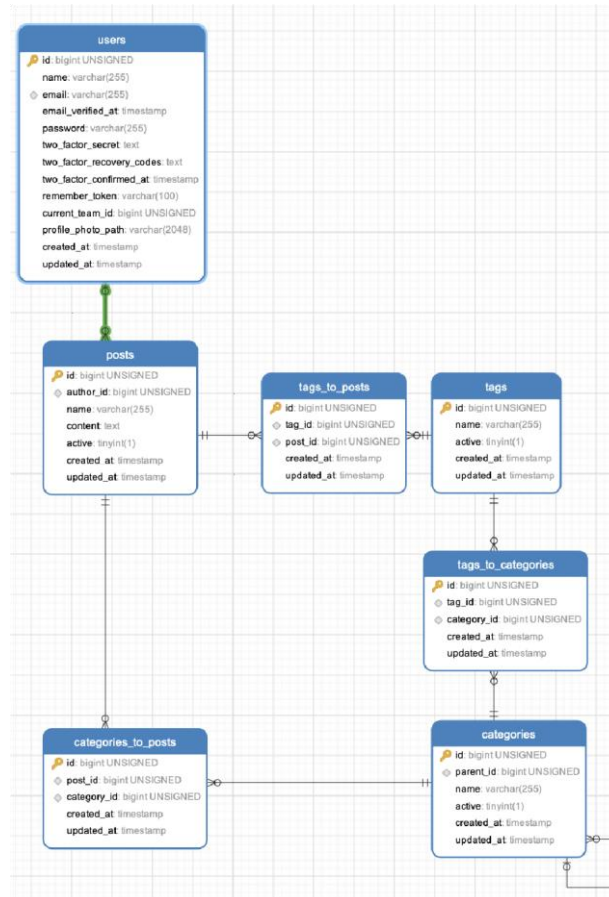 users
id: bigint UNSIGNED
name: varchar(255)
email: varchar(255)
email_verified_at: timestamp
password: varchar(255)
two_factor_secret: text
two_factor_recovery_codes: text
two_factor_confirmed_at: timestamp
remember_token: varchar(100)
current_team_id: bigint UNSIGNED
profile_photo_path: varchar(2048)
created_at: timestamp
updated_at: timestamp
posts
id: bigint UNSIGNED
author_id: bigint UNSIGNED
name: varchar(255)
content: text
active: tinyint(1)
created_at: timestamp
updated_at: timestamp
tags_to_posts
id: bigint UNSIGNED
tag_id: bigint UNSIGNED
post_id: bigint UNSIGNED
created_at: timestamp
updated_at: timestamp
tags
id: bigint UNSIGNED
name: varchar(255)
active: tinyint(1)
created_at: timestamp
updated_at: timestamp
tags_to_categories
id: bigint UNSIGNED
tag_id: bigint UNSIGNED
category_id: bigint UNSIGNED
created_at: timestamp
updated_at: timestamp
categories_to_posts
id: bigint UNSIGNED
post_id: bigint UNSIGNED
category_id: bigint UNSIGNED
created_at: timestamp
updated_at: timestamp
categories
id: bigint UNSIGNED
parent_id: bigint UNSIGNED
name: varchar(255)
active: tinyint(1)
created_at: timestamp
updated_at: timestamp